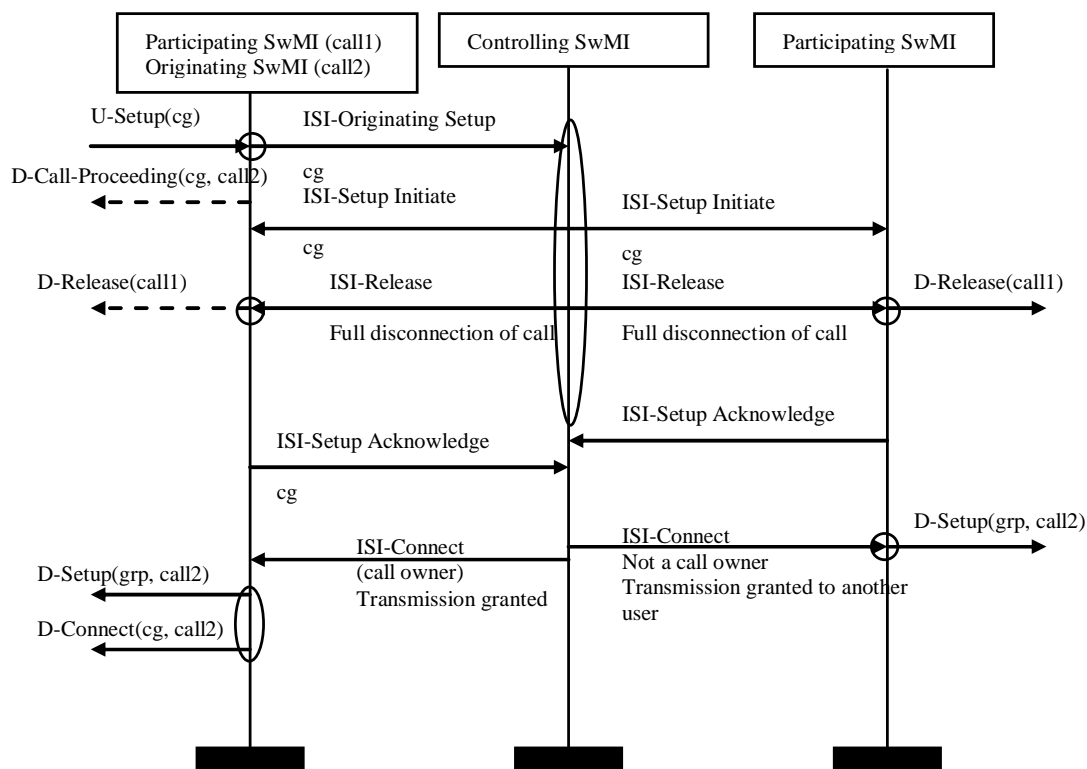 Participating SwMI (call1)
Originating SwMI (call2)
Controlling SwMI
Participating SwMI
U-Setup(cg)
ISI-Originating Setup
cg
D-Call-Proceeding(cg, call2)
ISI-Setup Initiate
cg
ISI-Setup Initiate
cg
D-Release(call1)
ISI-Release
Full disconnection of call
ISI-Release
Full disconnection of call
D-Release(call1)
ISI-Setup Acknowledge
ISI-Setup Acknowledge
cg
ISI-Connect
(call owner)
Transmission granted
ISI-Connect
Not a call owner
Transmission granted to another
user
D-Setup(grp, call2)
D-Setup(grp, call2)
D-Connect(cg, call2)